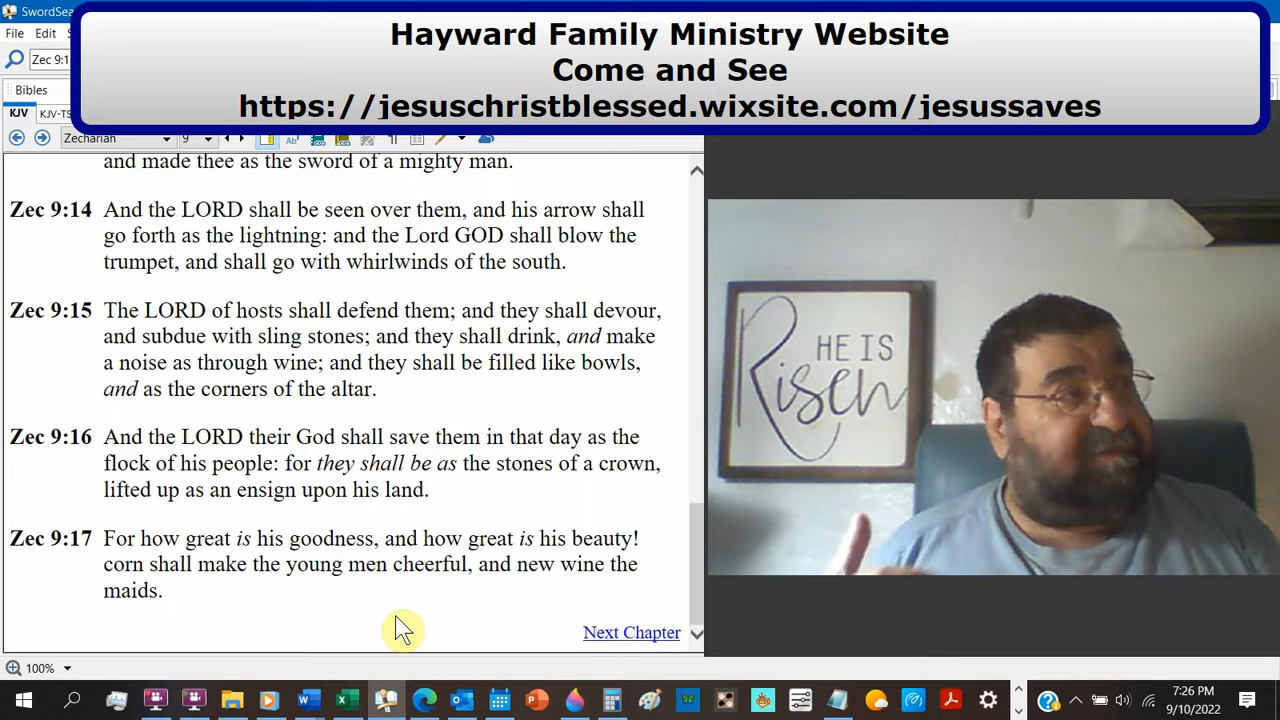 SwordSea
File Edit
Zec 9:1
Hayward Family Ministry Website
Come and See
https://jesuschristblessed.wixsite.com/jesussaves
Bibles
KJV KJV-TS
Zechariah 9
and made thee as the sword of a mighty man.
Zec 9:14 And the LORD shall be seen over them, and his arrow shall
go forth as the lightning: and the Lord GOD shall blow the
trumpet, and shall go with whirlwinds of the south.
Zec 9:15 The LORD of hosts shall defend them; and they shall devour,
and subdue with sling stones; and they shall drink, and make
a noise as through wine; and they shall be filled like bowls,
and as the corners of the altar.
Zec 9:16 And the LORD their God shall save them in that day as the
flock of his people: for they shall be as the stones of a crown,
lifted up as an ensign upon his land.
Zec 9:17 For how great is his goodness, and how great is his beauty!
corn shall make the young men cheerful, and new wine the
maids.
Next Chapter
100%
HE IS
Risen
7:26 PM
9/10/2022